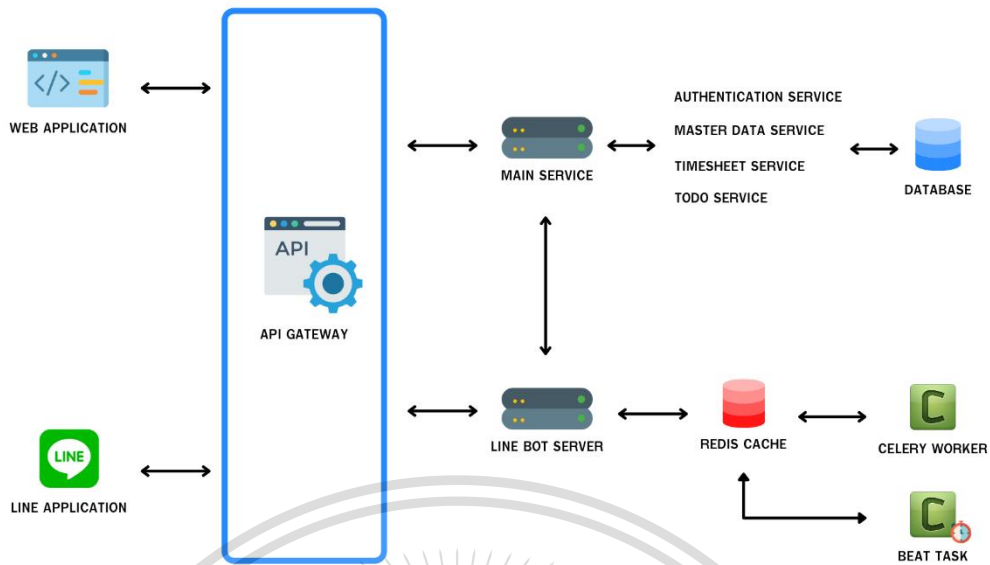 WEB APPLICATION
API
API GATEWAY
LINE
LINE APPLICATION
MAIN SERVICE
AUTHENTICATION SERVICE
MASTER DATA SERVICE
TIMESHEET SERVICE
TODO SERVICE
DATABASE
LINE BOT SERVER
REDIS CACHE
C
CELERY WORKER
C
BEAT TASK